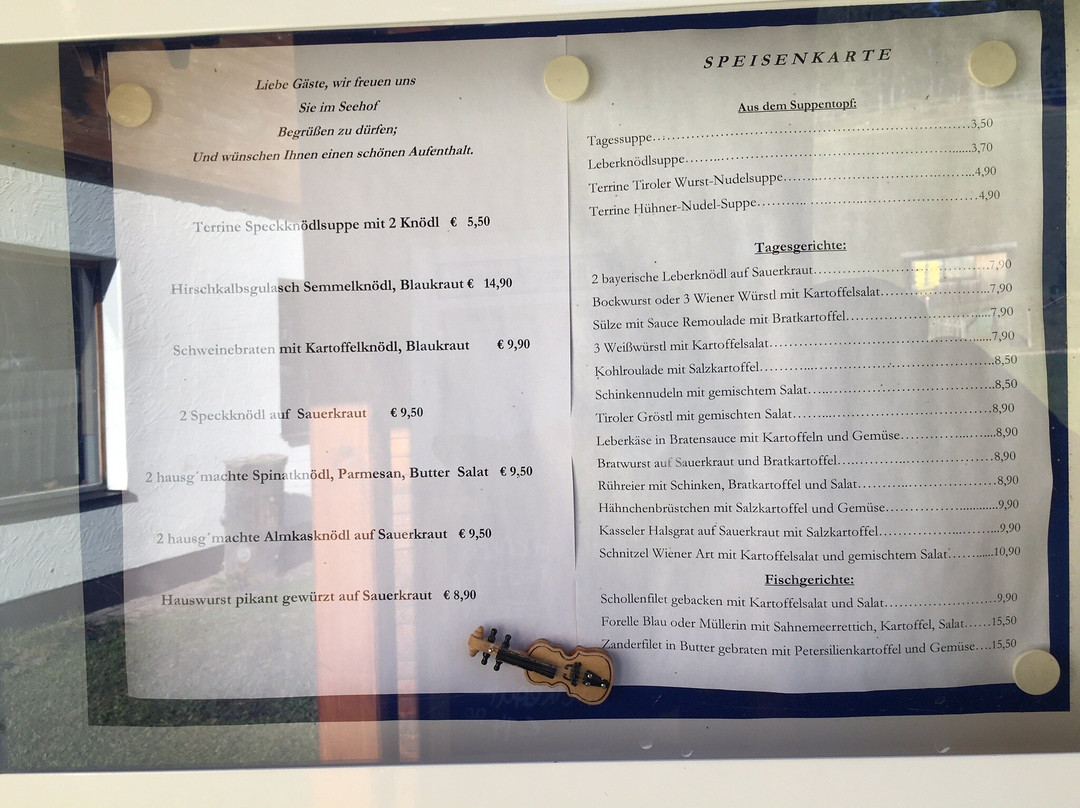 Liebe Gäste, wir freuen uns
Sie im Seehof
Begrüßen zu dürfen;
Und wünschen Ihnen einen schönen Aufenthalt.
Terrine Speckknödlsuppe mit 2 Knödl € 5,50
Hirschkalbsgulasch Semmelknödl, Blaukraut € 14,90
Schweinebraten mit Kartoffelknödl, Blaukraut € 9,90
2 Speckknödl auf Sauerkraut € 9,50
2 hausg´machte Spinatknödl, Parmesan, Butter Salat € 9,50
2 hausg´machte Almkasknödl auf Sauerkraut € 9,50
Hauswurst pikant gewürzt auf Sauerkraut € 8,90
SPEISENKARTE
Aus dem Suppentopf:
Tagessuppe...3,50
Leberknödlsuppe...3,70
Terrine Tiroler Wurst-Nudelsuppe...4,90
Terrine Hühner-Nudel-Suppe...4,90
Tagesgerichte:
2 bayerische Leberknödl auf Sauerkraut...7,90
Bockwurst oder 3 Wiener Würstl mit Kartoffelsalat...7,90
Sülze mit Sauce Remoulade mit Bratkartoffel...7,90
3 Weißwürstl mit Kartoffelsalat...7,90
Kohlroulade mit Salzkartoffel...8,50
Schinkennudeln mit gemischtem Salat...8,50
Tiroler Gröstl mit gemischten Salat...8,90
Leberkäse in Bratensauce mit Kartoffeln und Gemüse...8,90
Bratwurst auf Sauerkraut und Bratkartoffel...8,90
Rühreier mit Schinken, Bratkartoffel und Salat...8,90
Hähnchenbrüstchen mit Salzkartoffel und Gemüse...9,90
Kasseler Halsgrat auf Sauerkraut mit Salzkartoffel...9,90
Schnitzel Wiener Art mit Kartoffelsalat und gemischtem Salat...10,90
Fischgerichte:
Schollenfilet gebacken mit Kartoffelsalat und Salat...9,90
Forelle Blau oder Müllerin mit Sahnemeerrettich, Kartoffel, Salat...15,50
Zanderfilet in Butter gebraten mit Petersilienkartoffel und Gemüse...15,50